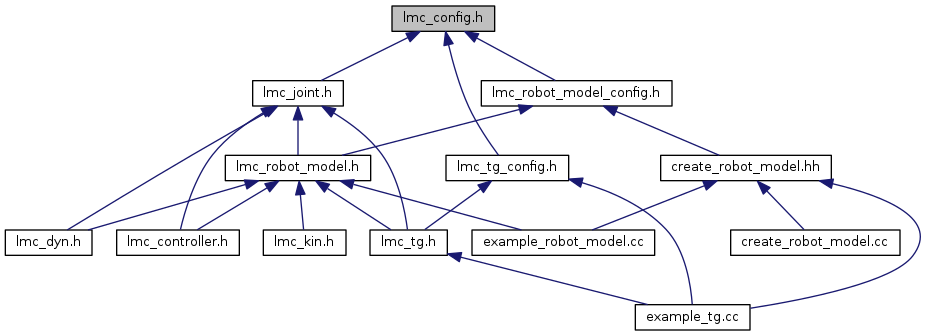 lmc_config.h
lmc_joint.h
lmc_robot_model_config.h
lmc_robot_model.h
lmc_tg_config.h
create_robot_model.hh
lmc_dyn.h
lmc_controller.h
lmc_kin.h
lmc_tg.h
example_robot_model.cc
create_robot_model.cc
example_tg.cc